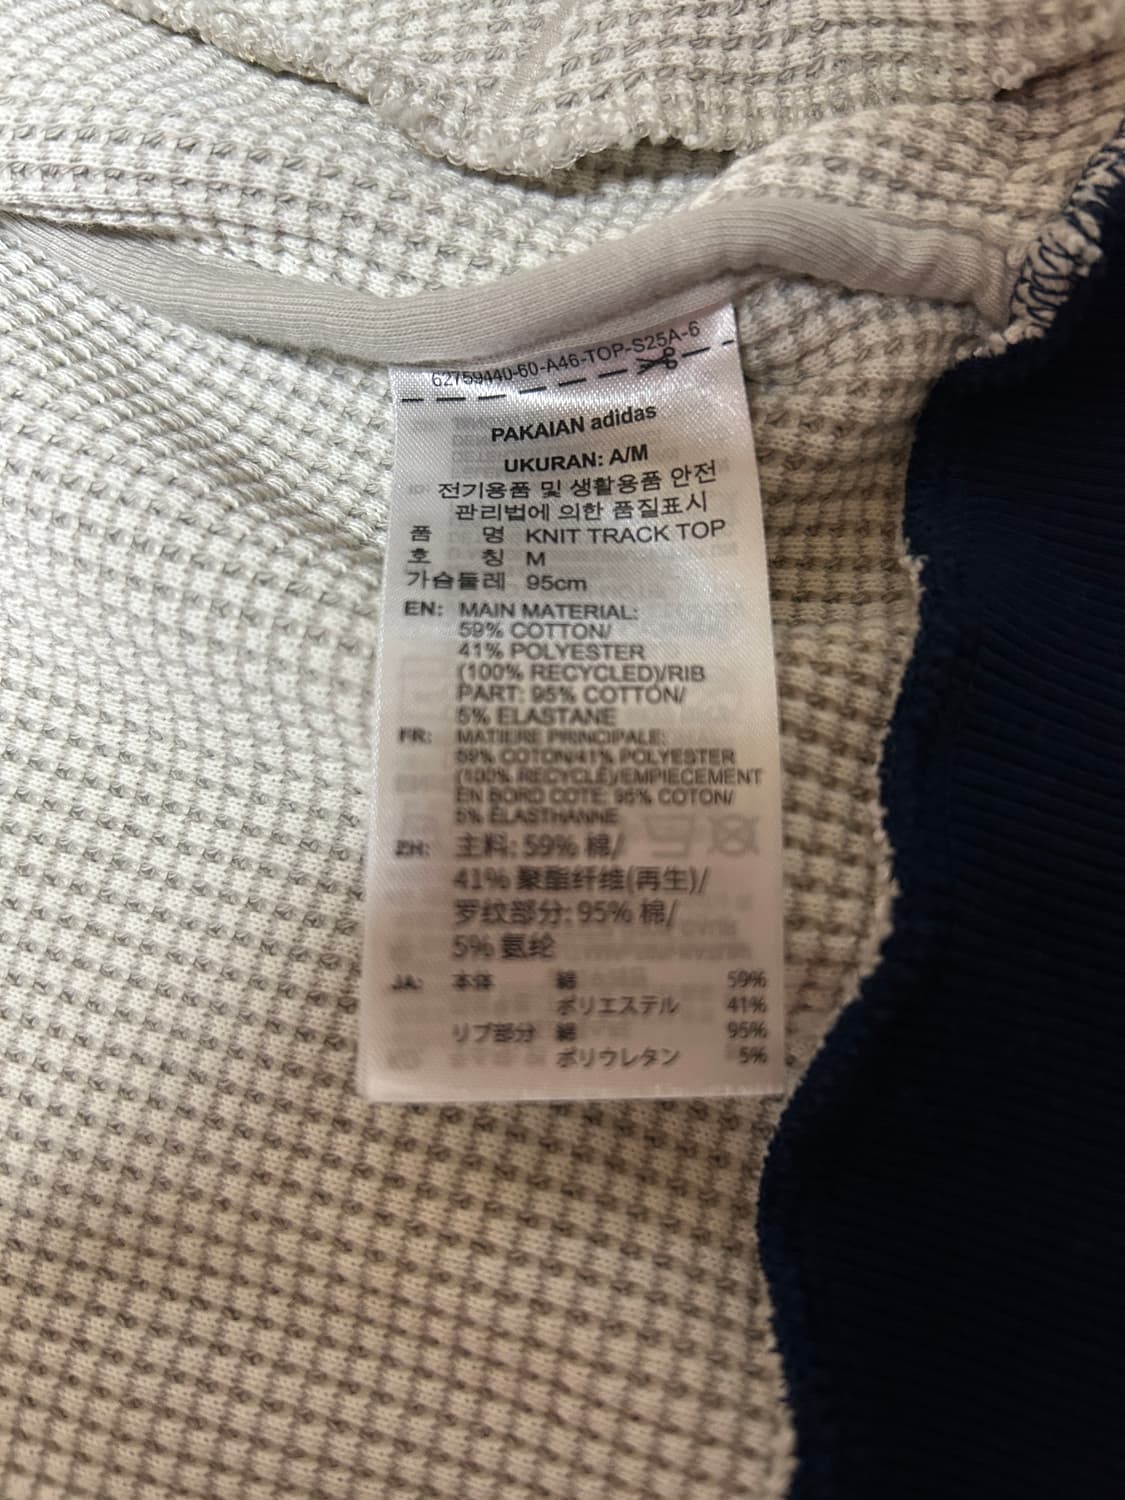 62759440-60-A46-TOP-S25A-6
PAKAIAN adidas
UKURAN: A/M
전기용품 및 생활용품 안전
관리법에 의한 품질표시
품 명 KNIT TRACK TOP
호 칭 M
가슴둘레 95cm
EN: MAIN MATERIAL:
59% COTTON/
41% POLYESTER
(100% RECYCLED)/RIB
PART: 95% COTTON/
5% ELASTANE
FR: MATIERE PRINCIPALE:
59% COTON/41% POLYESTER
(100% RECYCLE)/EMPIECEMENT
EN BORD COTE: 95% COTON/
5% ELASTHANNE
ZH: 主料: 59% 棉/
41% 聚酯纤维(再生)/
罗纹部分: 95% 棉/
5% 氨纶
JA: 本体 綿 59%
ポリエステル 41%
リブ部分 綿 95%
ポリウレタン 5%